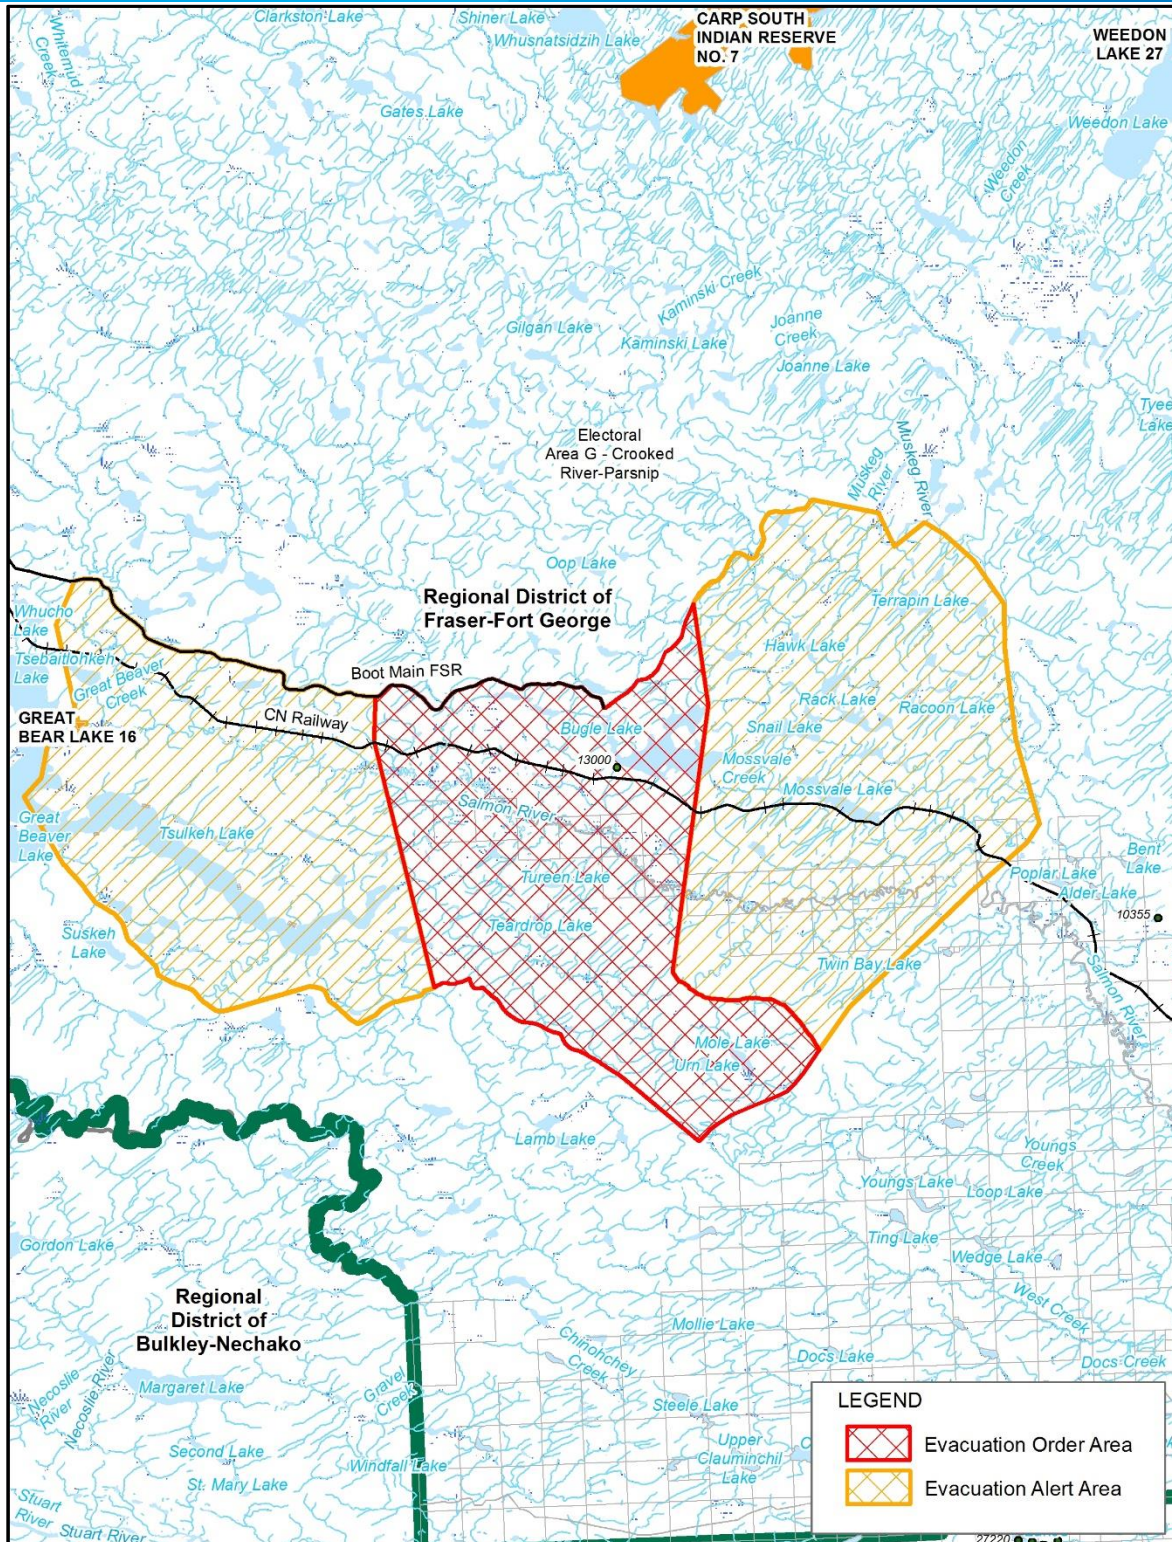 Clarkston Lake
Shiner Lake
Whusnatsidzih Lake
CARP SOUTH
INDIAN RESERVE
NO. 7
WEEDON
LAKE 27
Whitemud
Creek
Gates Lake
Weedon Lake
Weedon
Creek
Kaminski Creek
Gilgan Lake
Kaminski Lake
Joanne
Creek
Joanne Lake
Tyee
Lake
Electoral
Area G - Crooked
River-Parsnip
Muskeg
River
Muskeg River
Oop Lake
Regional District of
Fraser-Fort George
Terrapin Lake
Whucho
Lake
Hawk Lake
Tsebaitlonkeh
Lake
Great Beaver
Creek
Boot Main FSR
Rack Lake
Racoon Lake
GREAT
BEAR LAKE 16
CN Railway
Bugle Lake
Snail Lake
13000
Mossvale
Creek
Mossvale Lake
Salmon River
Great
Beaver
Lake
Tsulkeh Lake
Bent
Lake
Tureen Lake
Poplar Lake
Alder Lake
Teardrop Lake
10355
Suskeh
Lake
Twin Bay Lake
Salmon River
Mole Lake
Urn Lake
Lamb Lake
Youngs
Creek
Youngs Lake
Loop Lake
Ting Lake
Wedge Lake
Gordon Lake
Regional
District of
Bulkley-Nechako
West Creek
Mollie Lake
Chinohchey
Creek
Docs Lake
Docs Creek
Necoslie
River
Necoslie River
Margaret Lake
Gravel
Creek
Steele Lake
Second Lake
Windfall Lake
Upper
Clauminchil
Lake
St. Mary Lake
Stuart
River
Stuart River
LEGEND
Evacuation Order Area
Evacuation Alert Area
27220